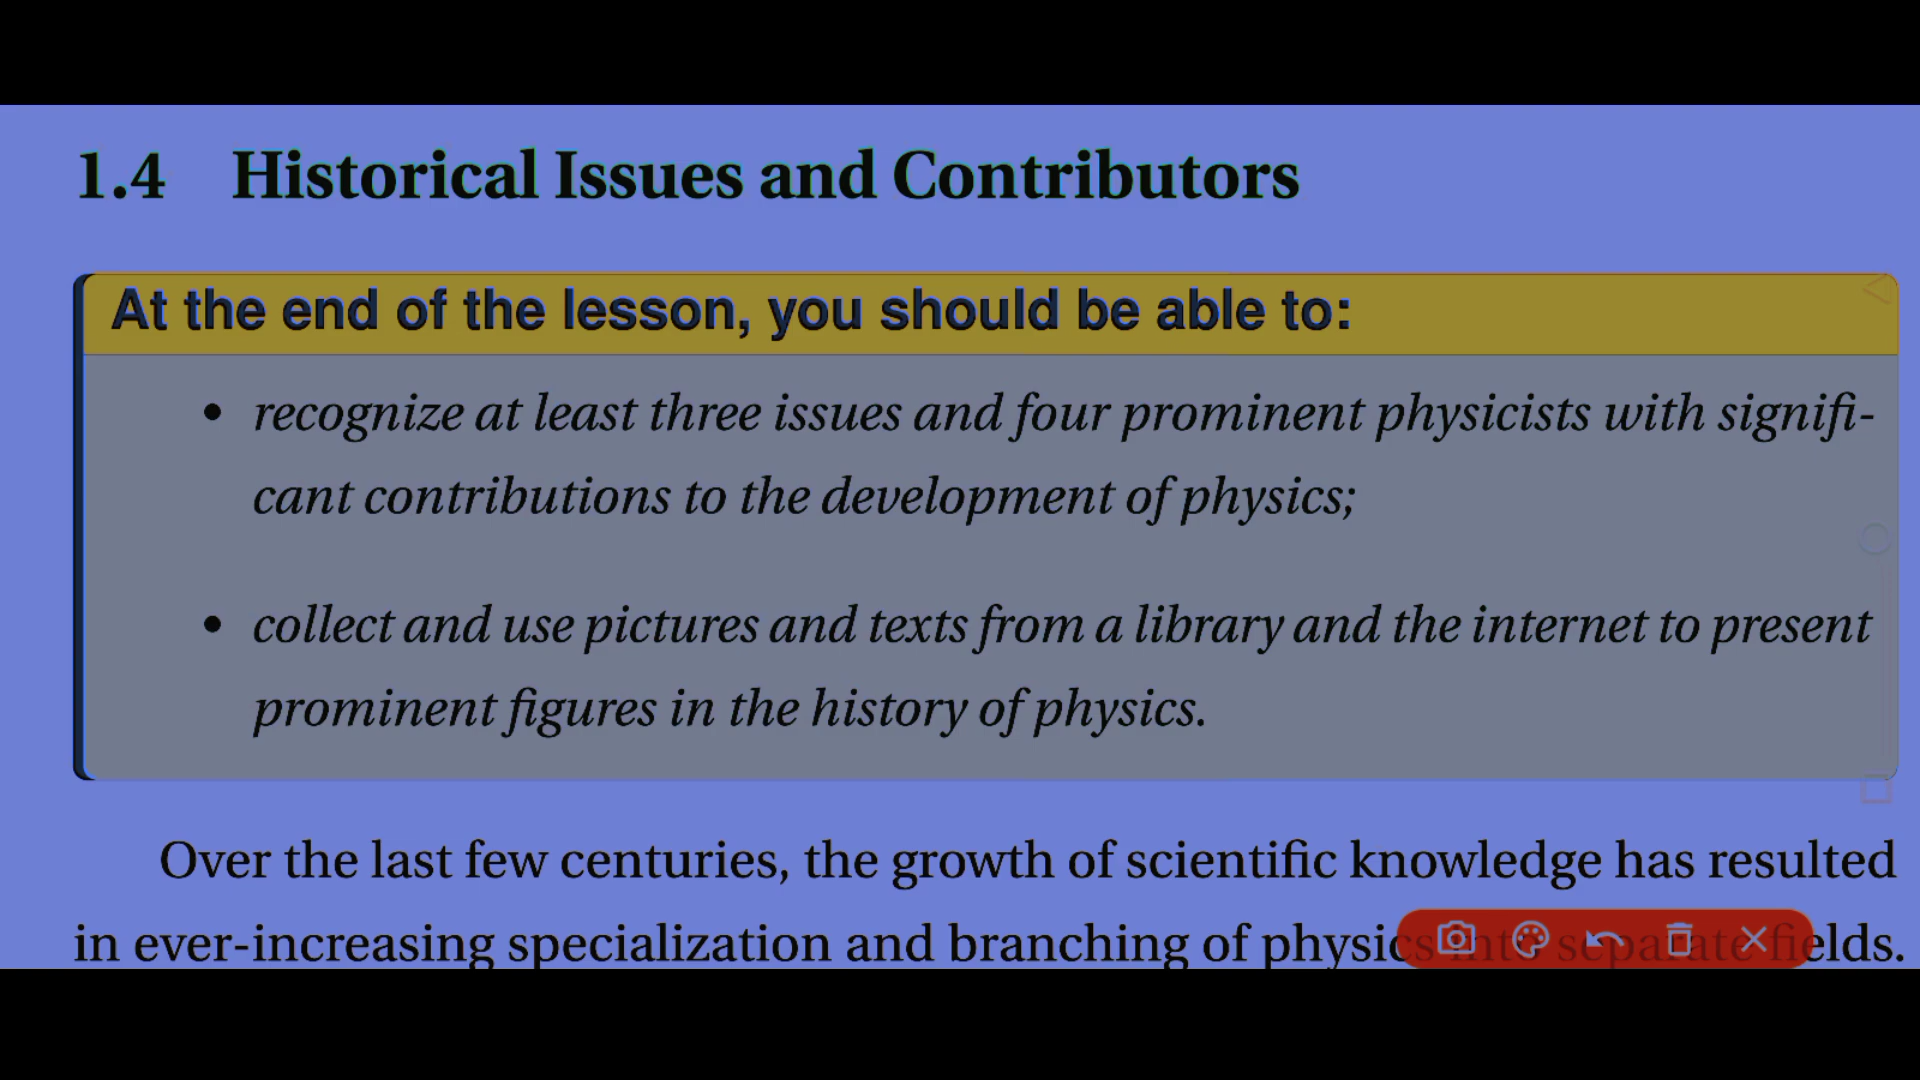 1.4 Historical Issues and Contributors
At the end of the lesson, you should be able to:
• recognize at least three issues and four prominent physicists with signifi-
cant contributions to the development of physics;
• collect and use pictures and texts from a library and the internet to present
prominent figures in the history of physics.
Over the last few centuries, the growth of scientific knowledge has resulted
in ever-increasing specialization and branching of physics into separate fields.